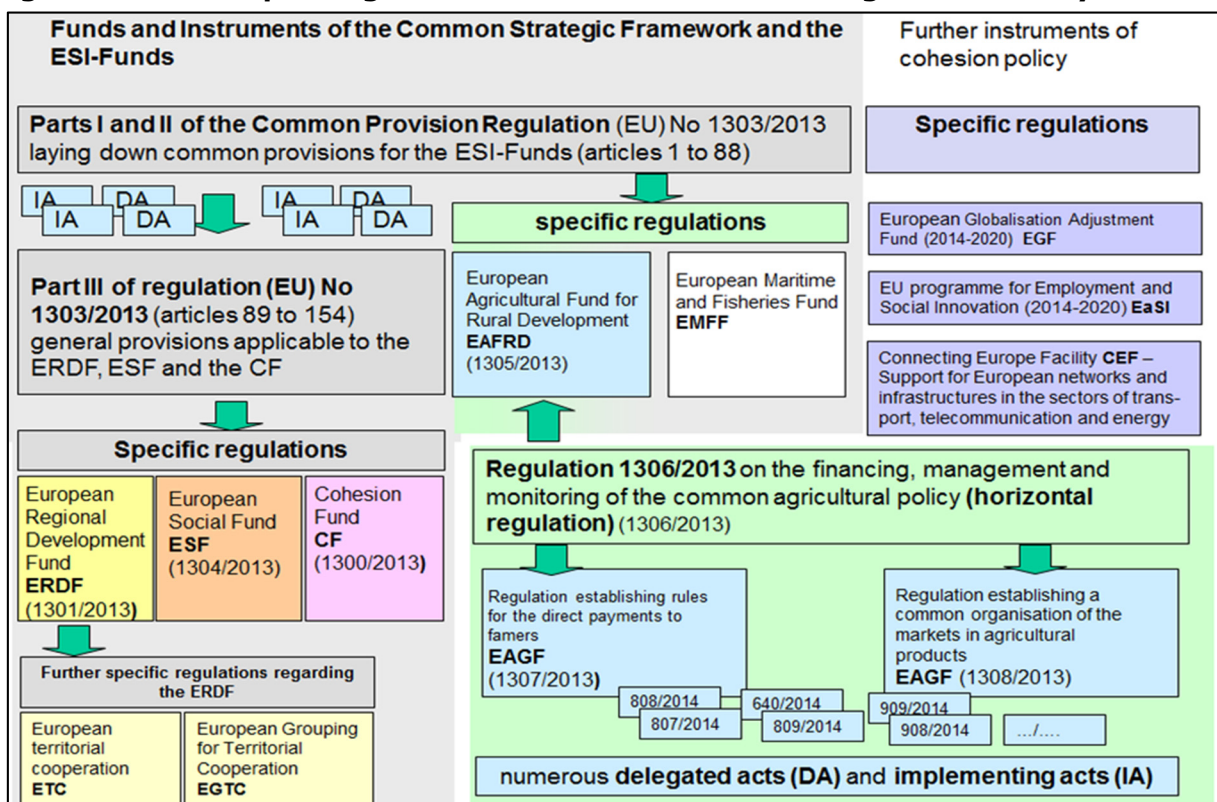 Funds and Instruments of the Common Strategic Framework and the
ESI-Funds
Further instruments of
cohesion policy
Parts I and II of the Common Provision Regulation (EU) No 1303/2013
laying down common provisions for the ESI-Funds (articles 1 to 88)
Specific regulations
IA
DA
IA
DA
IA
DA
IA
DA
specific regulations
European Globalisation Adjustment
Fund (2014-2020) EGF
Part III of regulation (EU) No
1303/2013 (articles 89 to 154)
general provisions applicable to the
ERDF, ESF and the CF
European
Agricultural Fund for
Rural Development
EAFRD
(1305/2013)
European Maritime
and Fisheries Fund
EMFF
EU programme for Employment and
Social Innovation (2014-2020) EaSI
Connecting Europe Facility CEF –
Support for European networks and
infrastructures in the sectors of trans-
port, telecommunication and energy
Specific regulations
European
Regional
Development
Fund
ERDF
(1301/2013)
European
Social Fund
ESF
(1304/2013)
Cohesion
Fund
CF
(1300/2013)
Regulation 1306/2013 on the financing, management and
monitoring of the common agricultural policy (horizontal
regulation) (1306/2013)
Regulation establishing rules
for the direct payments to
famers
EAGF
(1307/2013)
Regulation establishing a
common organisation of the
markets in agricultural
products
EAGF (1308/2013)
Further specific regulations regarding
the ERDF
808/2014
640/2014
909/2014
807/2014
809/2014
908/2014
.../....
European
territorial
cooperation
ETC
European Grouping
for Territorial
Cooperation
EGTC
numerous delegated acts (DA) and implementing acts (IA)